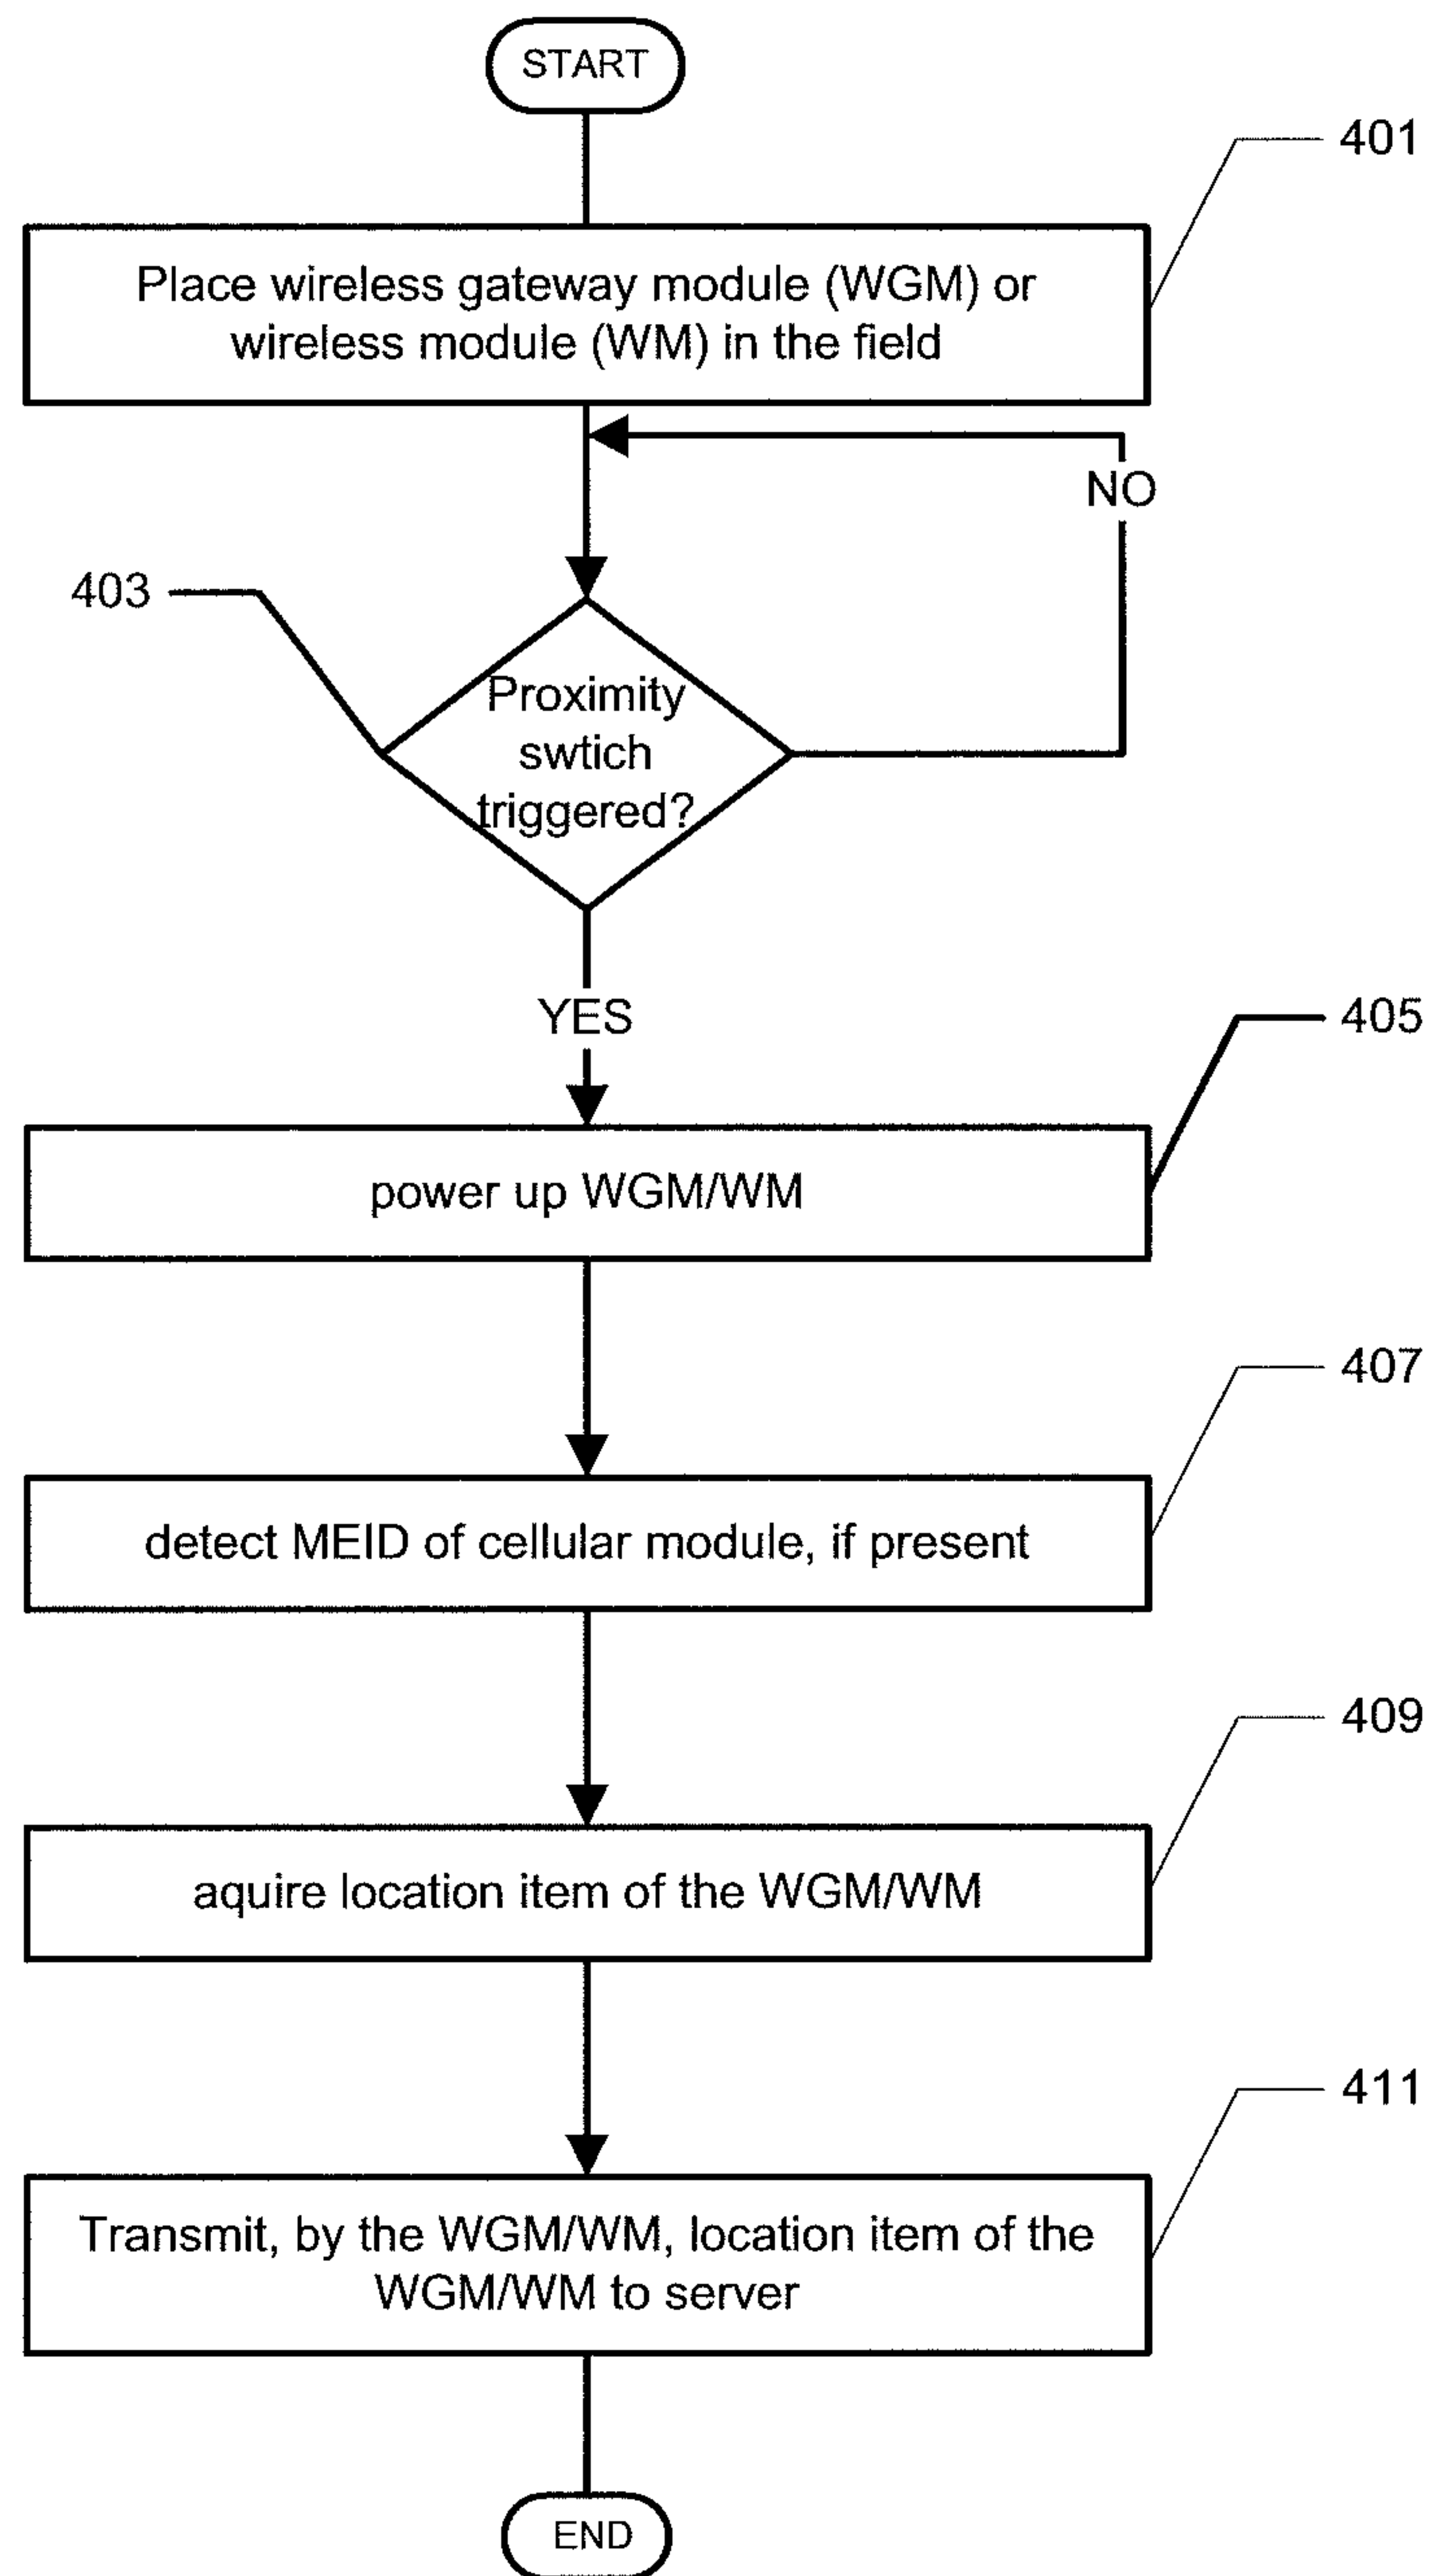 START
401
Place wireless gateway module (WGM) or
wireless module (WM) in the field
NO
403
Proximity
swtich
triggered?
YES
405
power up WGM/WM
407
detect MEID of cellular module, if present
409
aquire location item of the WGM/WM
411
Transmit, by the WGM/WM, location item of the
WGM/WM to server
END